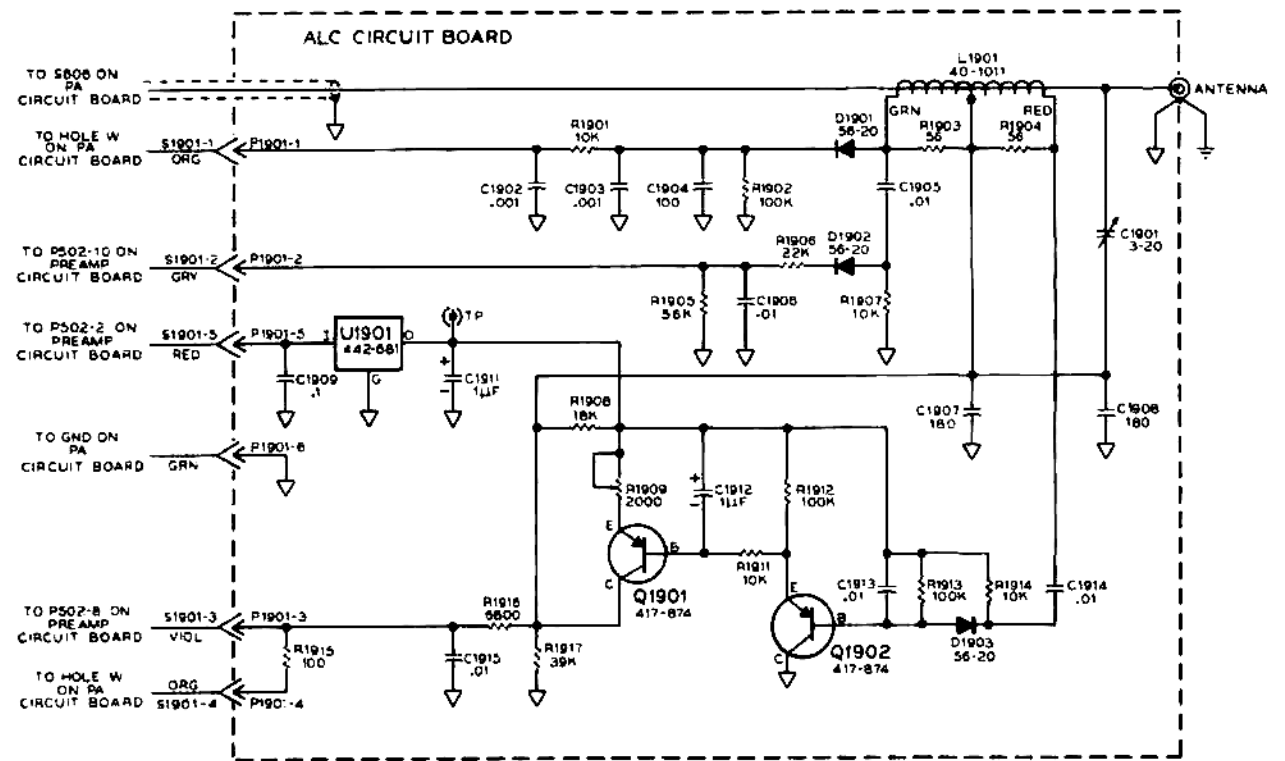 ALC CIRCUIT BOARD
L1901
40-1011
TO S606 ON
PA
CIRCUIT BOARD
ANTENNA
GRN
RED
TO HOLE W
ON PA
CIRCUIT BOARD
S1901-1
ORG
P1901-1
R1901
10K
D1901
56-20
R1903
56
R1904
56
C1902
.001
C1903
.001
C1904
100
R1902
100K
C1905
.01
C1901
3-20
TO P502-10 ON
PREAMP
CIRCUIT BOARD
S1901-2
GRY
P1901-2
R1906
22K
D1902
56-20
R1905
56K
C1906
.01
R1907
10K
TO P502-2 ON
PREAMP
CIRCUIT BOARD
S1901-5
RED
P1901-5
I
U1901
442-681
O
G
(•) TP
C1909
.1
+
C1911
1µF
-
R1908
18K
C1907
180
C1908
180
TO GND ON
PA
CIRCUIT BOARD
GRN
P1901-6
R1909
2000
+
C1912
1µF
-
R1912
100K
E
B
C
Q1901
417-874
R1911
10K
E
B
C
Q1902
417-874
C1913
.01
R1913
100K
R1914
10K
C1914
.01
D1903
56-20
TO P502-8 ON
PREAMP
CIRCUIT BOARD
S1901-3
VIOL
P1901-3
R1915
100
R1916
6800
C1915
.01
R1917
39K
TO HOLE W
ON PA
CIRCUIT BOARD
ORG
S1901-4
P1901-4